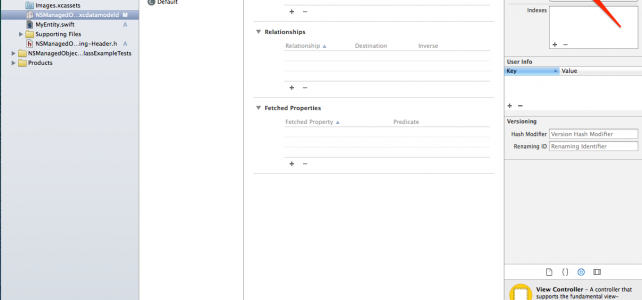 Images.xcassets
NSManagedO...xcdatamodeld M
MyEntity.swift A
Supporting Files
NSManagedO...ing-Header.h A
NSManagedObjec...lassExampleTests
Products
Default
+ −
Relationships
Relationship Destination Inverse
+ −
Fetched Properties
Fetched Property Predicate
+ −
Indexes
+ −
User Info
Key Value
+ −
Versioning
Hash Modifier Version Hash Modifier
Renaming ID Renaming Identifier
{ }
View Controller – A controller that
supports the fundamental view-